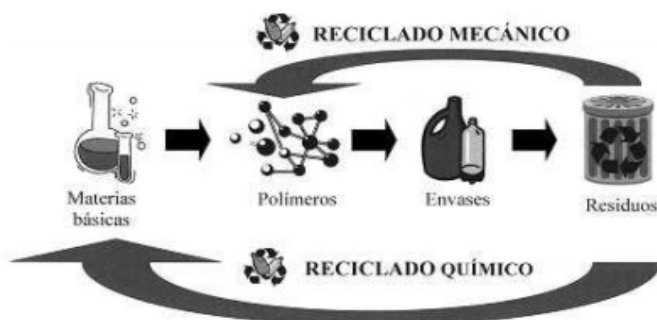 RECICLADO MECÁNICO
Materias
básicas
Polímeros
Envases
Residuos
RECICLADO QUÍMICO